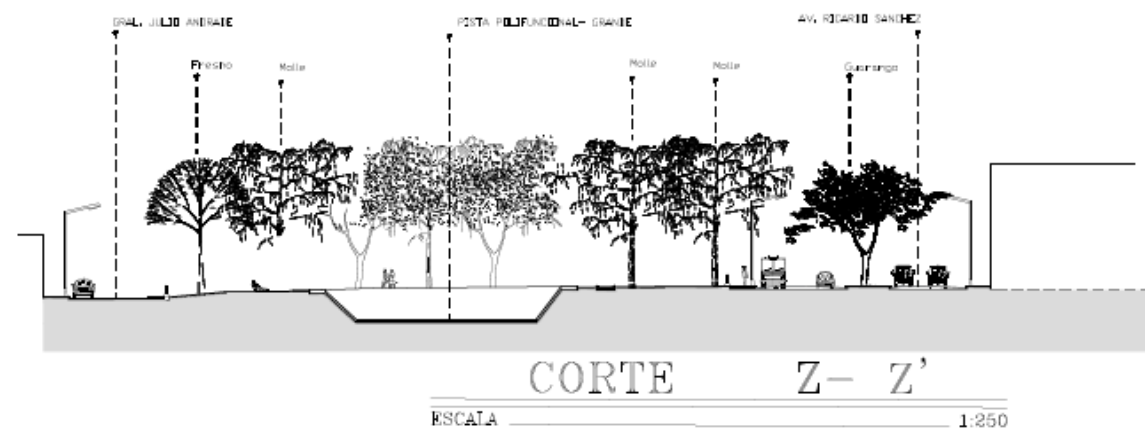 GRAL. JULIO ANDRADE
PISTA POLIFUNCIONAL- GRANDE
AV. RICARDO SANCHEZ
Fresno
Molle
Molle
Molle
Guarango
CORTE Z- Z'
ESCALA 1:250